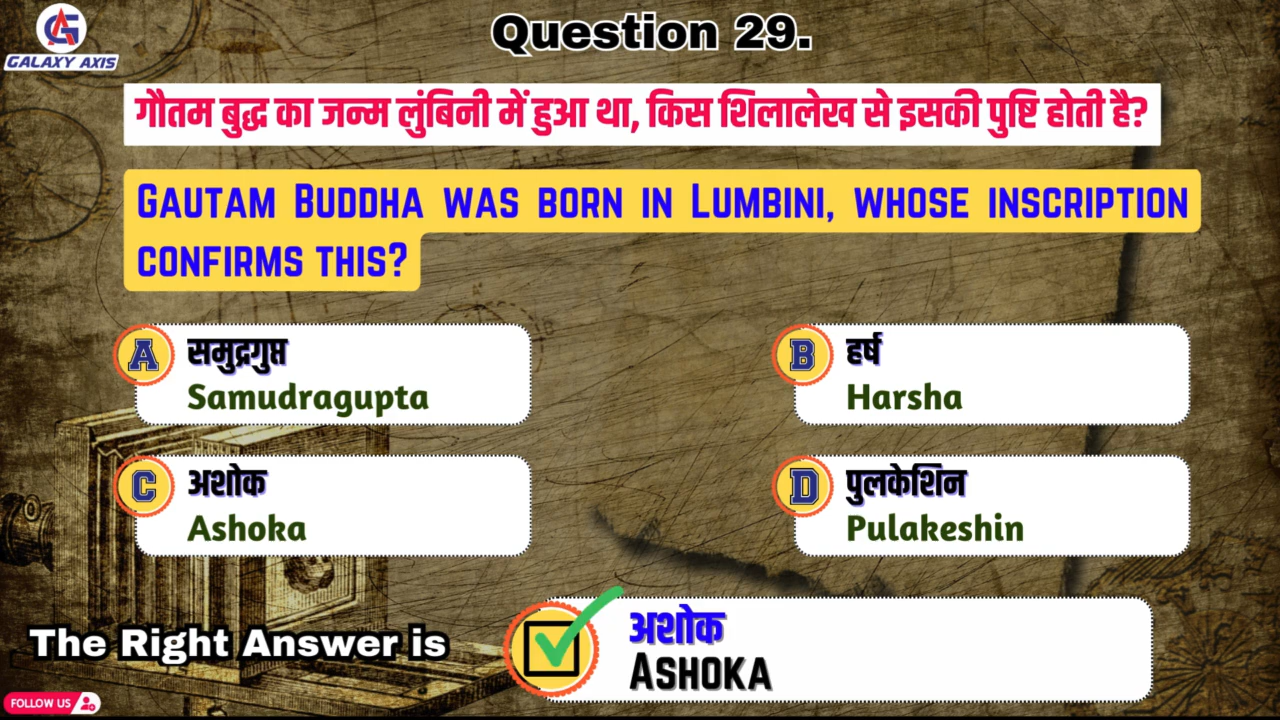 GALAXY AXIS
Question 29.
गौतम बुद्ध का जन्म लुंबिनी में हुआ था, किस शिलालेख से इसकी पुष्टि होती है?
GAUTAM BUDDHA WAS BORN IN LUMBINI, WHOSE INSCRIPTION
CONFIRMS THIS?
A समुद्रगुप्त
Samudragupta
B हर्ष
Harsha
C अशोक
Ashoka
D पुलकेशिन
Pulakeshin
The Right Answer is
अशोक
ASHOKA
FOLLOW US